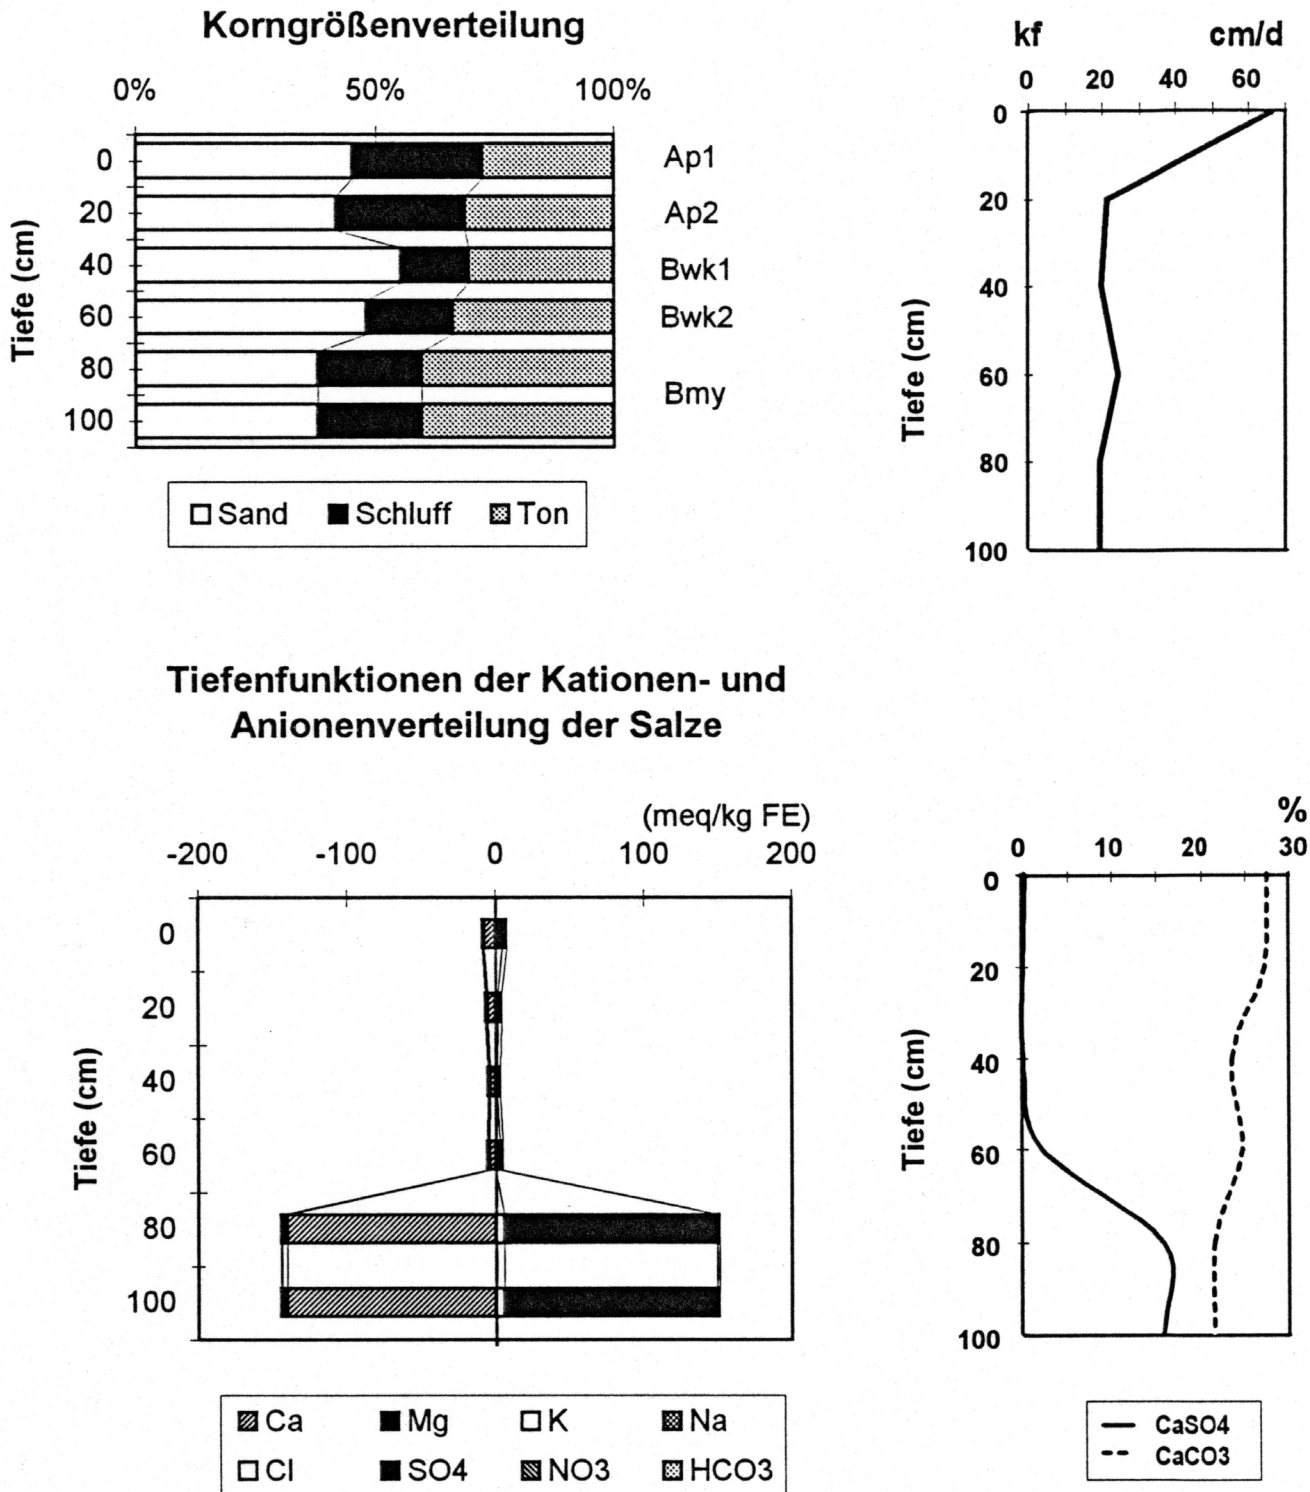 Korngrößenverteilung
0% 50% 100%
Tiefe (cm)
0
20
40
60
80
100
Ap1
Ap2
Bwk1
Bwk2
Bmy
Sand Schluff Ton
kf cm/d
0 20 40 60
Tiefe (cm)
0
20
40
60
80
100
Tiefenfunktionen der Kationen- und
Anionenverteilung der Salze
(meq/kg FE)
-200 -100 0 100 200
Tiefe (cm)
0
20
40
60
80
100
Ca Mg K Na
Cl SO4 NO3 HCO3
%
0 10 20 30
Tiefe (cm)
0
20
40
60
80
100
CaSO4
CaCO3